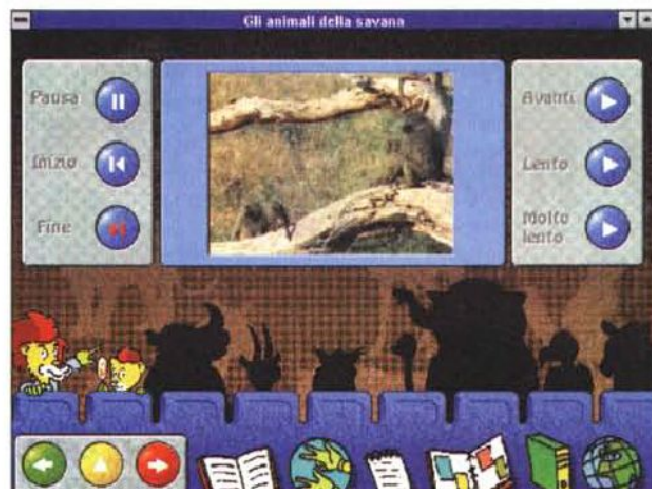 Gli animali della savana
Pausa
Inizio
Fine
Avanti
Lento
Molto
lento